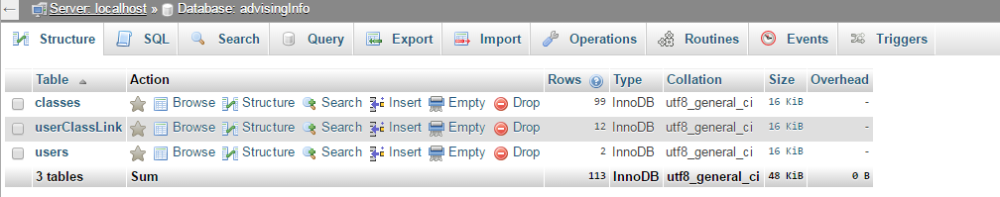 ← Server: localhost » Database: advisingInfo
Structure SQL Search Query Export Import Operations Routines Events Triggers
Table Action Rows Type Collation Size Overhead
classes Browse Structure Search Insert Empty Drop 99 InnoDB utf8_general_ci 16 KiB -
userClassLink Browse Structure Search Insert Empty Drop 12 InnoDB utf8_general_ci 16 KiB -
users Browse Structure Search Insert Empty Drop 2 InnoDB utf8_general_ci 16 KiB -
3 tables Sum 113 InnoDB utf8_general_ci 48 KiB 0 B